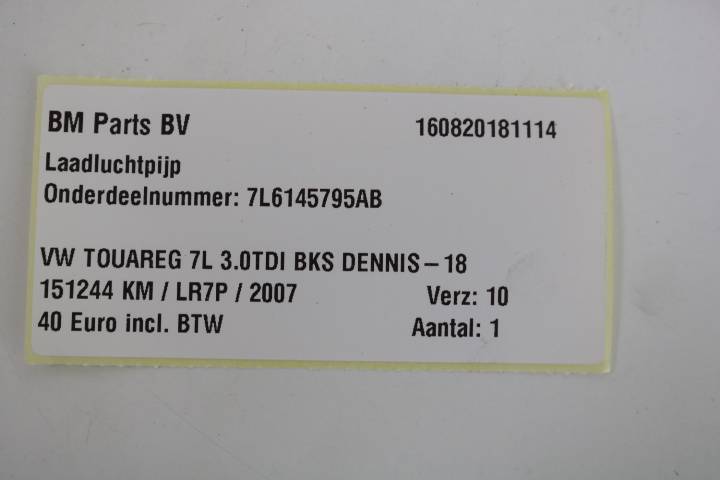 BM Parts BV 160820181114
Laadluchtpijp
Onderdeelnummer: 7L6145795AB
VW TOUAREG 7L 3.0TDI BKS DENNIS – 18
151244 KM / LR7P / 2007 Verz: 10
40 Euro incl. BTW Aantal: 1